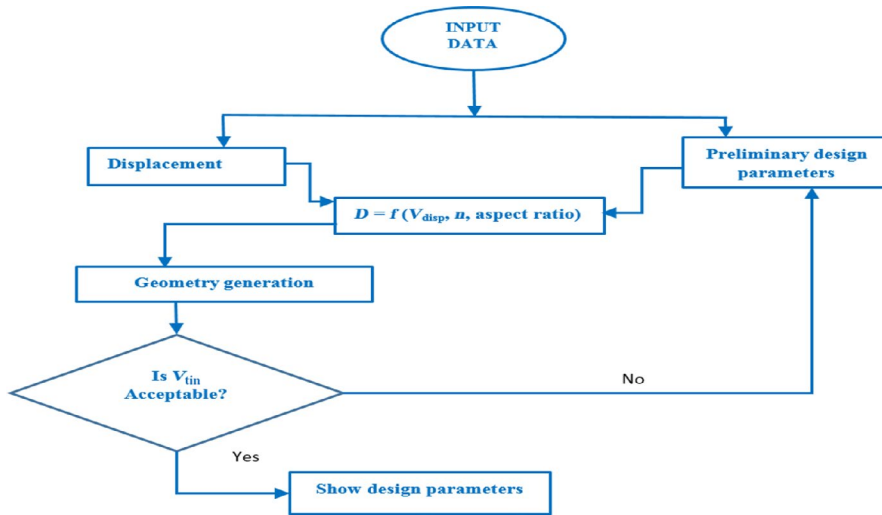 INPUT
DATA
Displacement
Preliminary design
parameters
D = f (Vdisp, n, aspect ratio)
Geometry generation
Is Vtin
Acceptable?
No
Yes
Show design parameters